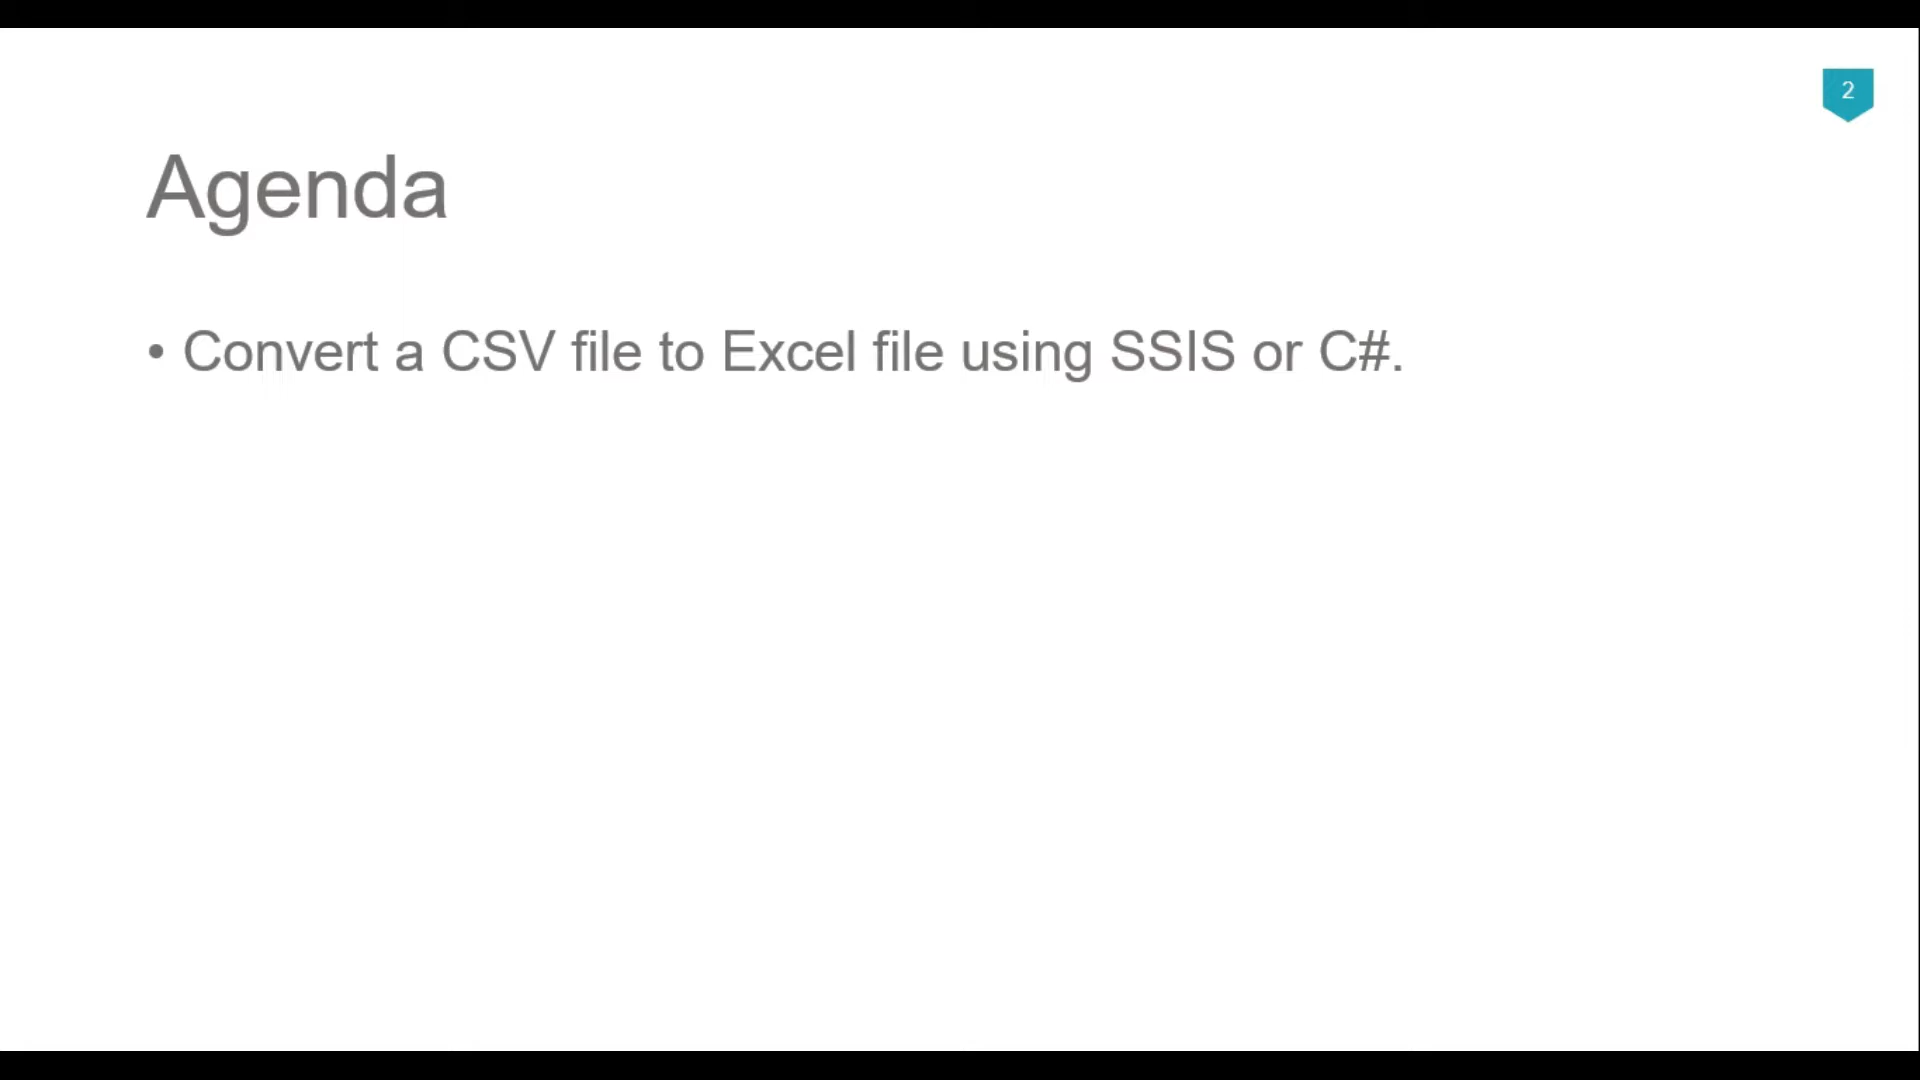 2
Agenda
• Convert a CSV file to Excel file using SSIS or C#.